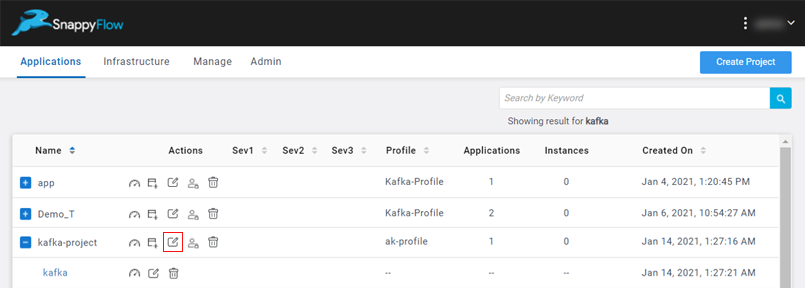 SnappyFlow
Applications Infrastructure Manage Admin Create Project
Search by Keyword
Showing result for kafka
Name Actions Sev1 Sev2 Sev3 Profile Applications Instances Created On
app Kafka-Profile 1 0 Jan 4, 2021, 1:20:45 PM
Demo_T Kafka-Profile 2 0 Jan 6, 2021, 10:54:27 AM
kafka-project ak-profile 1 0 Jan 14, 2021, 1:27:16 AM
kafka -- -- -- Jan 14, 2021, 1:27:21 AM